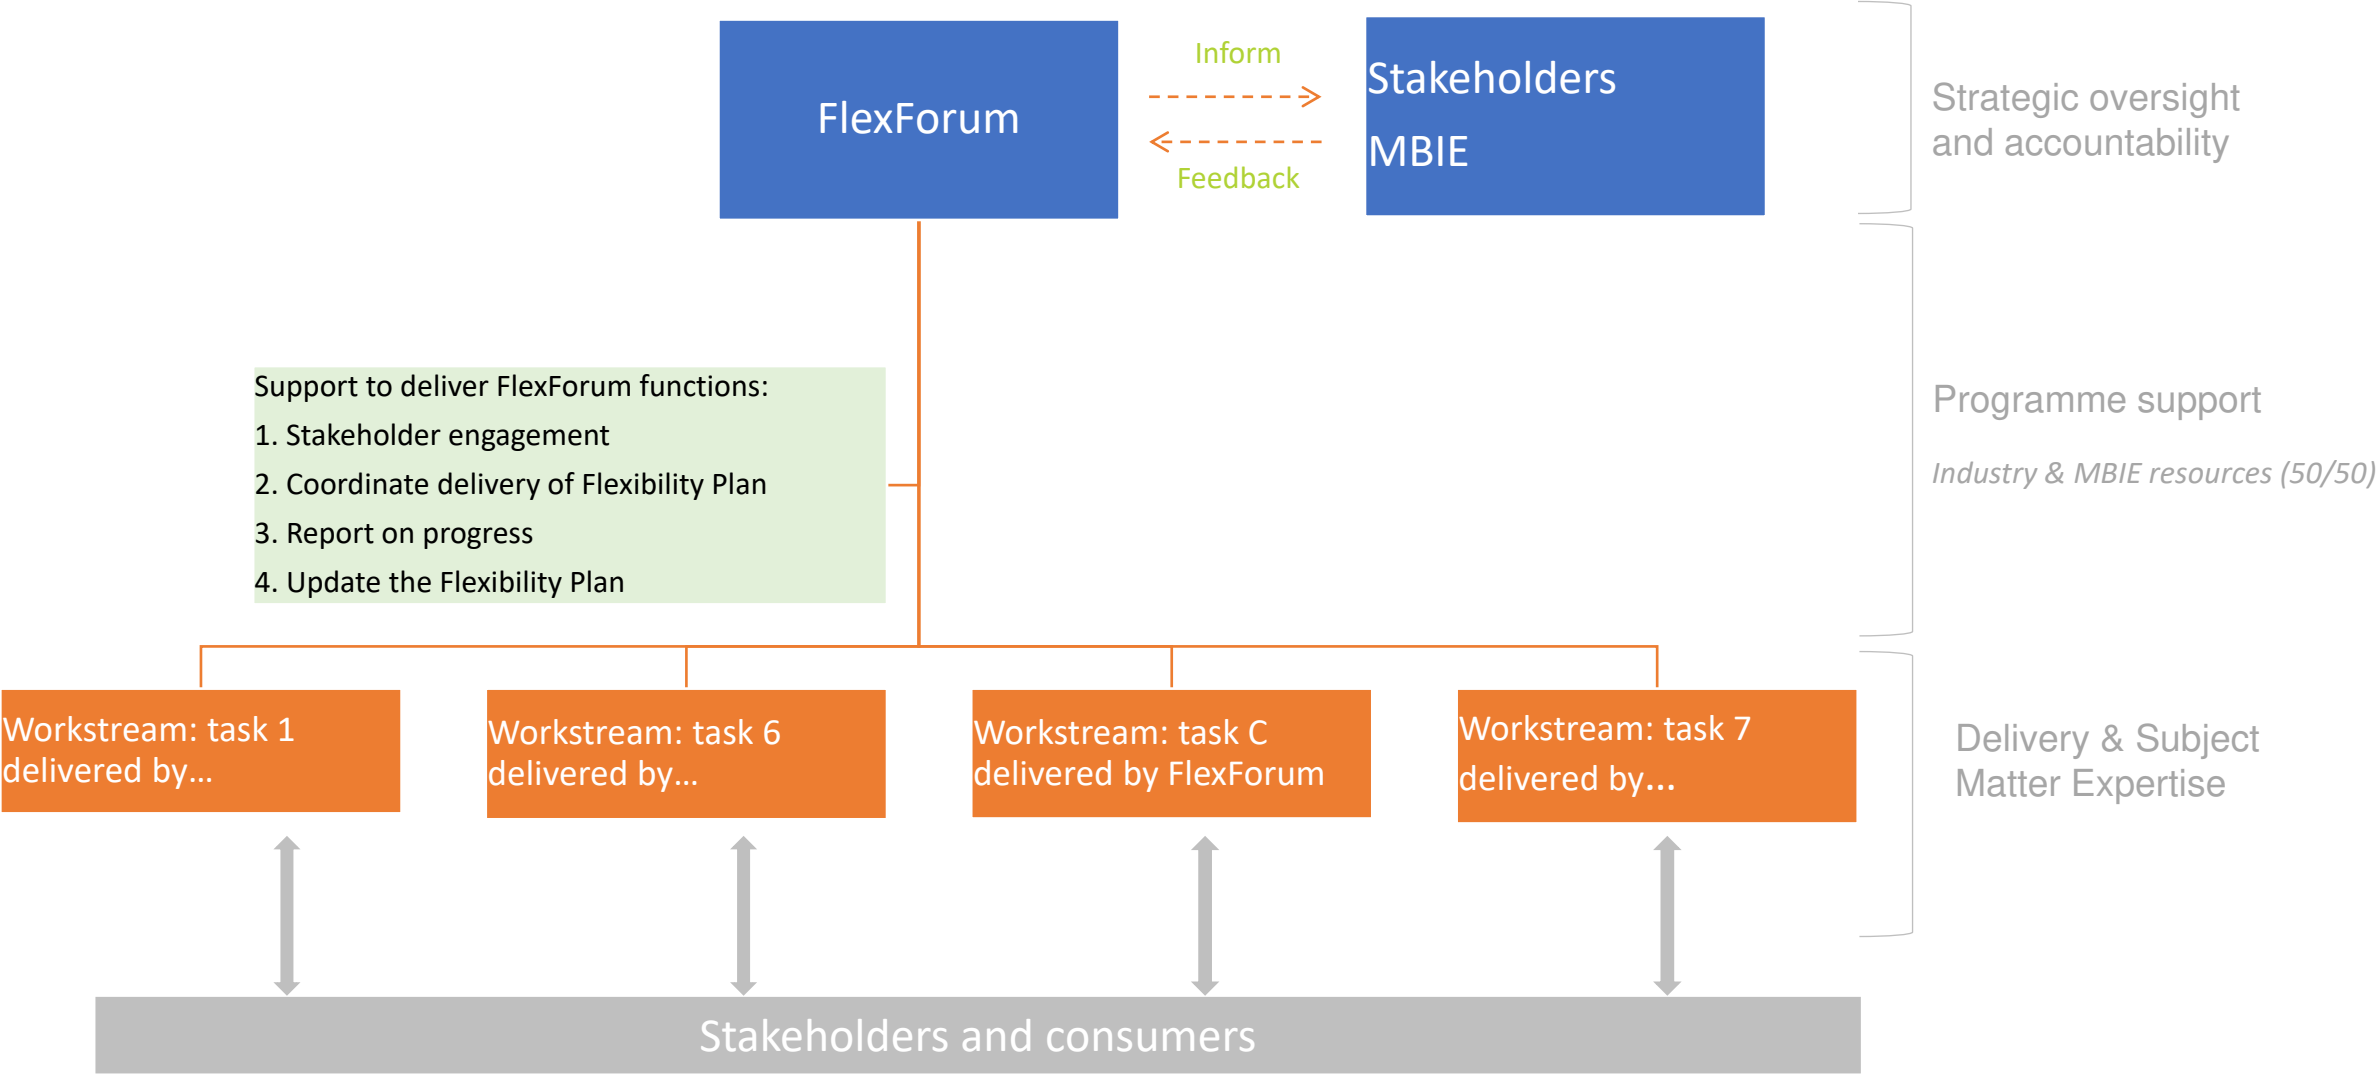 FlexForum
Inform
Feedback
Stakeholders
MBIE
Strategic oversight
and accountability
Support to deliver FlexForum functions:
1. Stakeholder engagement
2. Coordinate delivery of Flexibility Plan
3. Report on progress
4. Update the Flexibility Plan
Programme support
Industry & MBIE resources (50/50)
Workstream: task 1
delivered by...
Workstream: task 6
delivered by...
Workstream: task C
delivered by FlexForum
Workstream: task 7
delivered by...
Delivery & Subject
Matter Expertise
Stakeholders and consumers